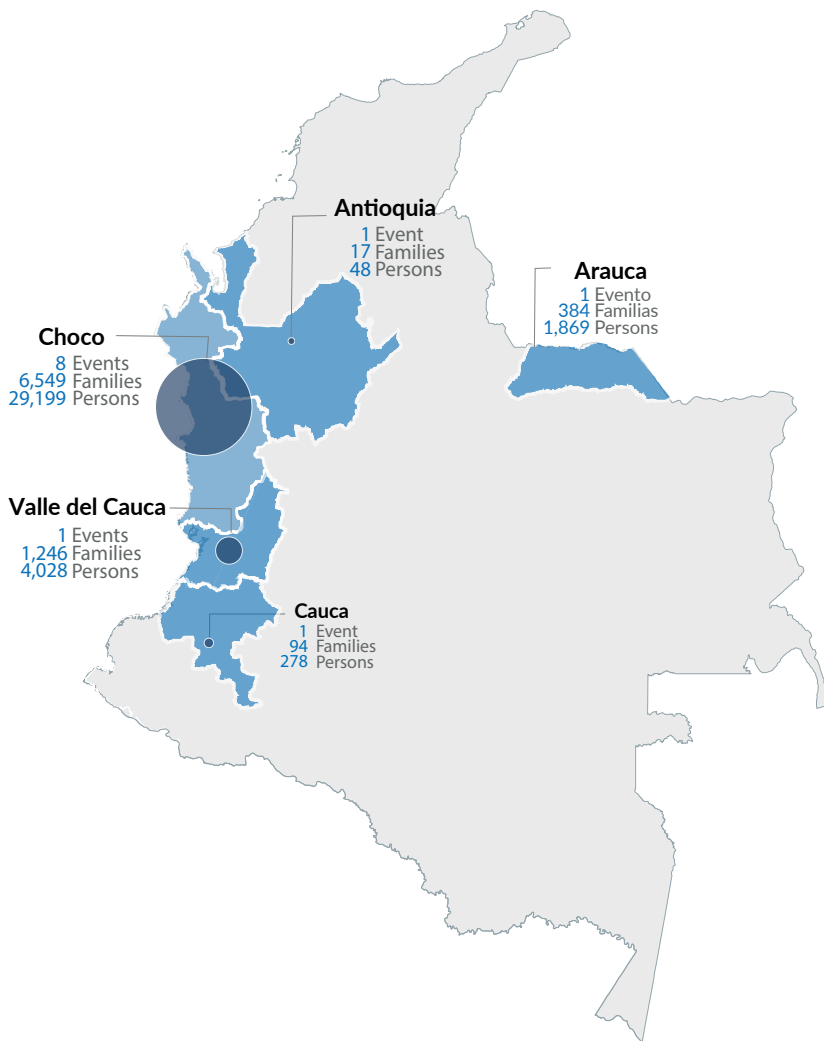 Antioquia
1 Event
17 Families
48 Persons
Arauca
1 Evento
384 Familias
1,869 Persons
Choco
8 Events
6,549 Families
29,199 Persons
Valle del Cauca
1 Events
1,246 Families
4,028 Persons
Cauca
1 Event
94 Families
278 Persons